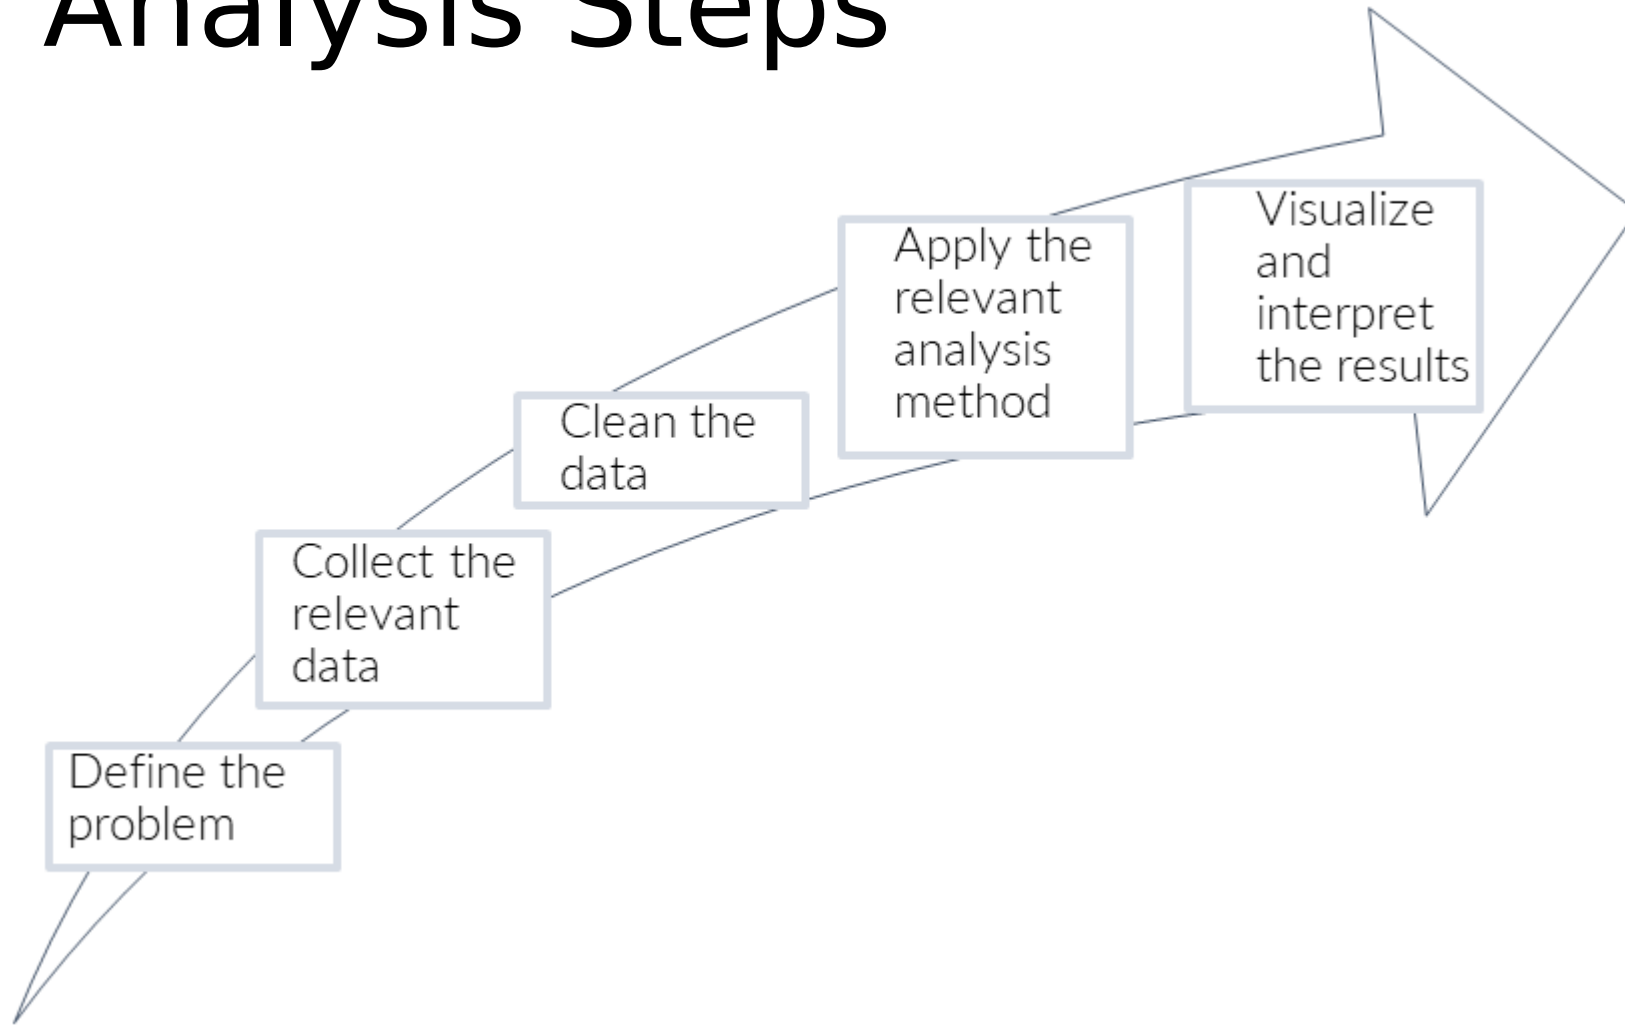 Analysis Steps
Visualize
and
interpret
the results
Apply the
relevant
analysis
method
Clean the
data
Collect the
relevant
data
Define the
problem